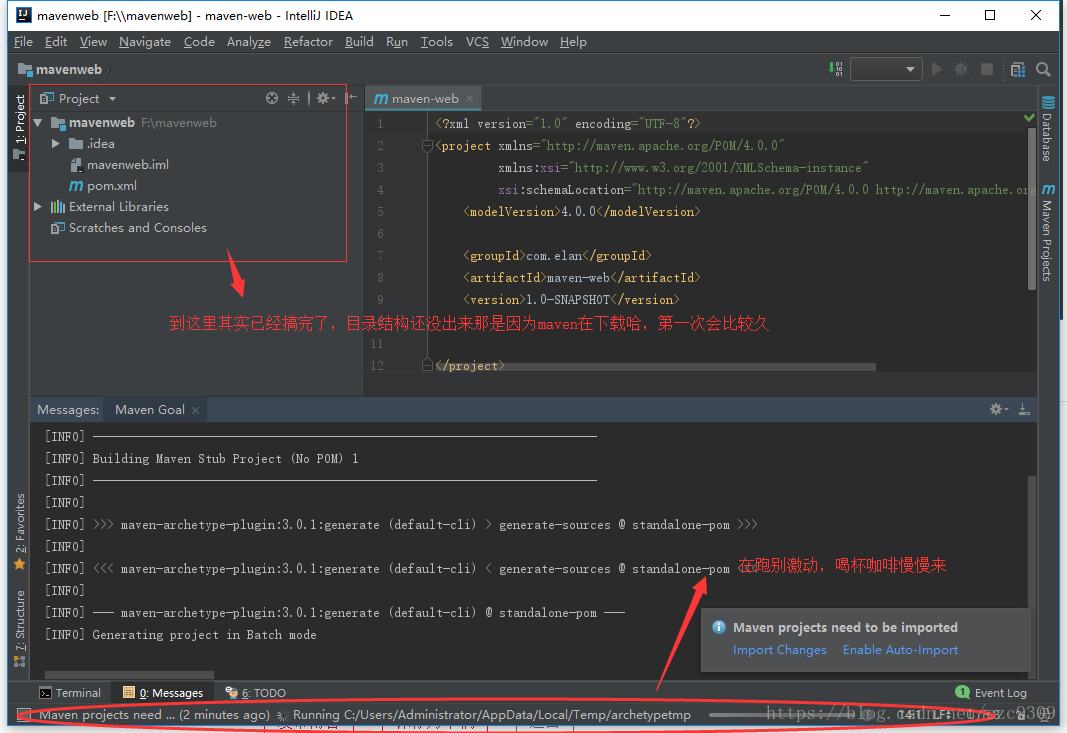 mavenweb [F:\\mavenweb] - maven-web - IntelliJ IDEA
File Edit View Navigate Code Analyze Refactor Build Run Tools VCS Window Help
mavenweb
1: Project
Project
maven-web
mavenweb F:\mavenweb
.idea
mavenweb.iml
pom.xml
External Libraries
Scratches and Consoles
1 <?xml version="1.0" encoding="UTF-8"?>
2 <project xmlns="http://maven.apache.org/POM/4.0.0"
3 xmlns:xsi="http://www.w3.org/2001/XMLSchema-instance"
4 xsi:schemaLocation="http://maven.apache.org/POM/4.0.0 http://maven.apache.org
5 <modelVersion>4.0.0</modelVersion>
6
7 <groupId>com.elan</groupId>
8 <artifactId>maven-web</artifactId>
9 <version>1.0-SNAPSHOT</version>
到这里其实已经搞完了，目录结构还没出来那是因为maven在下载哈，第一次会比较久
11
12 </project>
Database
Maven Projects
Messages: Maven Goal
[INFO]
[INFO] Building Maven Stub Project (No POM) 1
[INFO]
[INFO]
[INFO] >>> maven-archetype-plugin:3.0.1:generate (default-cli) > generate-sources @ standalone-pom >>>
[INFO]
[INFO] <<< maven-archetype-plugin:3.0.1:generate (default-cli) < generate-sources @ standalone-pom
在跑别激动，喝杯咖啡慢慢来
[INFO]
[INFO] --- maven-archetype-plugin:3.0.1:generate (default-cli) @ standalone-pom ---
[INFO] Generating project in Batch mode
2: Favorites
7: Structure
Maven projects need to be imported
Import Changes Enable Auto-Import
Terminal 0: Messages 6: TODO 1 Event Log
Maven projects need ... (2 minutes ago) Running C:/Users/Administrator/AppData/Local/Temp/archetypetmp 14:1 LF